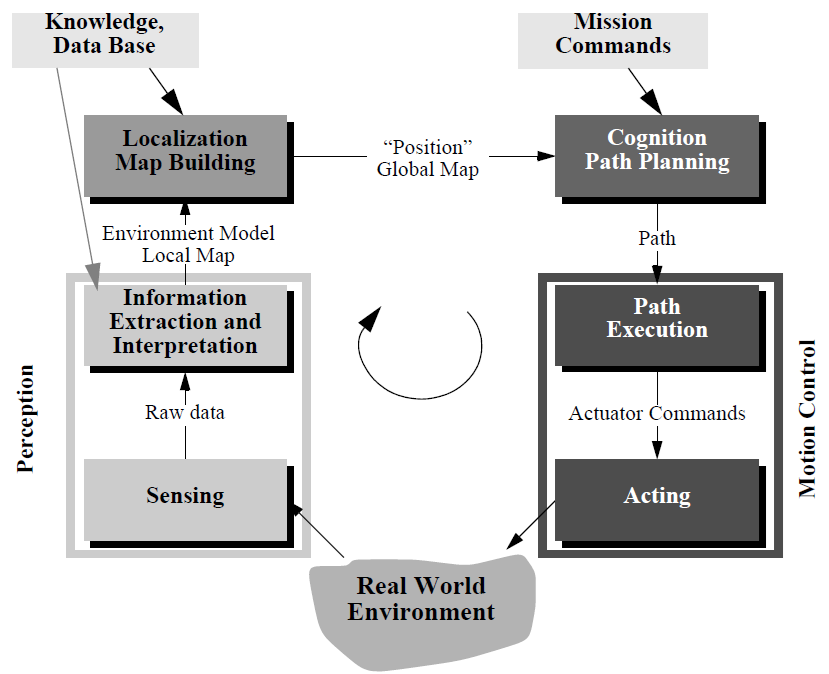 Knowledge,
Data Base
Mission
Commands
Localization
Map Building
“Position”
Global Map
Cognition
Path Planning
Environment Model
Local Map
Path
Information
Extraction and
Interpretation
Path
Execution
Perception
Motion Control
Raw data
Actuator Commands
Sensing
Acting
Real World
Environment